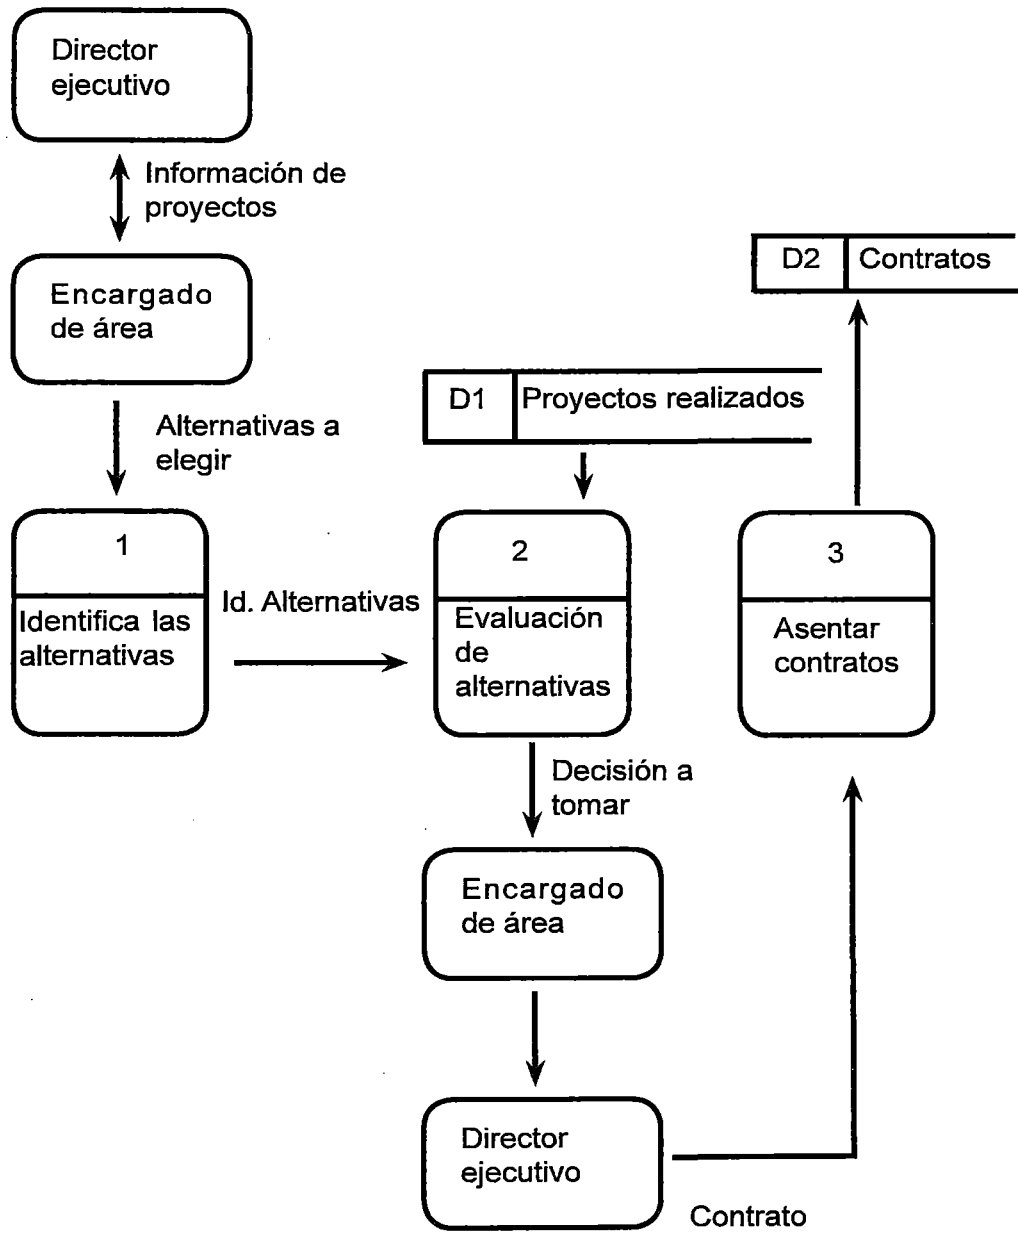 Director
ejecutivo
Información de
proyectos
Encargado
de área
D2 Contratos
D1 Proyectos realizados
Alternativas a
elegir
1
Identifica las
alternativas
Id. Alternativas
2
Evaluación
de
alternativas
3
Asentar
contratos
Decisión a
tomar
Encargado
de área
Director
ejecutivo
Contrato